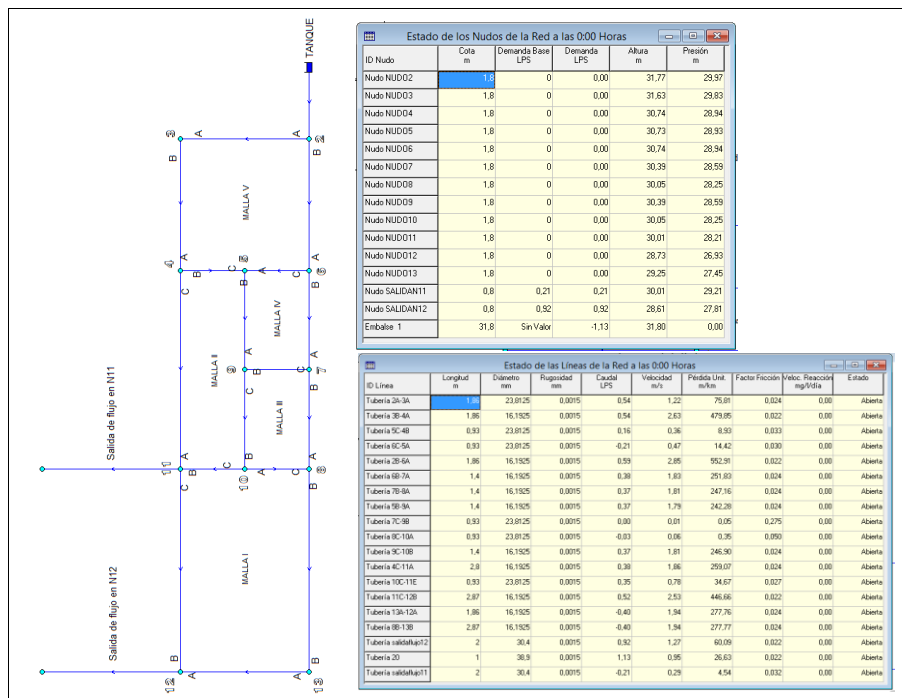 TANQUE
Estado de los Nudos de la Red a las 0:00 Horas
ID Nudo Cota m Demanda Base LPS Demanda LPS Altura m Presión m
Nudo NUDO2 1,8 0 0,00 31,77 29,97
Nudo NUDO3 1,8 0 0,00 31,63 29,83
Nudo NUDO4 1,8 0 0,00 30,74 28,94
Nudo NUDO5 1,8 0 0,00 30,73 28,93
Nudo NUDO6 1,8 0 0,00 30,74 28,94
Nudo NUDO7 1,8 0 0,00 30,39 28,59
Nudo NUDO8 1,8 0 0,00 30,05 28,25
Nudo NUDO9 1,8 0 0,00 30,39 28,59
Nudo NUDO10 1,8 0 0,00 30,05 28,25
Nudo NUDO11 1,8 0 0,00 30,01 28,21
Nudo NUDO12 1,8 0 0,00 28,73 26,93
Nudo NUDO13 1,8 0 0,00 29,25 27,45
Nudo SALIDAN11 0,8 0,21 0,21 30,01 29,21
Nudo SALIDAN12 0,8 0,92 0,92 28,61 27,81
Embalse 1 31,8 Sin Valor -1,13 31,80 0,00
Estado de las Líneas de la Red a las 0:00 Horas
ID Línea Longitud m Diámetro mm Rugosidad mm Caudal LPS Velocidad m/s Pérdida Unit. m/km Factor Fricción Veloc. Reacción mg/l/día Estado
Tubería 2A-3A 1,86 23,8125 0,0015 0,54 1,22 75,81 0,024 0,00 Abierta
Tubería 3B-4A 1,86 16,1925 0,0015 0,54 2,63 479,85 0,022 0,00 Abierta
Tubería 5C-4B 0,93 23,8125 0,0015 0,16 0,36 8,93 0,033 0,00 Abierta
Tubería 6C-5A 0,93 23,8125 0,0015 -0,21 0,47 14,42 0,030 0,00 Abierta
Tubería 2B-6A 1,86 16,1925 0,0015 0,59 2,85 552,91 0,022 0,00 Abierta
Tubería 6B-7A 1,4 16,1925 0,0015 0,38 1,83 251,83 0,024 0,00 Abierta
Tubería 7B-8A 1,4 16,1925 0,0015 0,37 1,81 247,16 0,024 0,00 Abierta
Tubería 5B-9A 1,4 16,1925 0,0015 0,37 1,79 242,28 0,024 0,00 Abierta
Tubería 7C-9B 0,93 23,8125 0,0015 0,00 0,01 0,05 0,275 0,00 Abierta
Tubería 8C-10A 0,93 23,8125 0,0015 -0,03 0,06 0,35 0,050 0,00 Abierta
Tubería 9C-10B 1,4 16,1925 0,0015 0,37 1,81 246,90 0,024 0,00 Abierta
Tubería 4C-11A 2,8 16,1925 0,0015 0,38 1,86 259,07 0,024 0,00 Abierta
Tubería 10C-11E 0,93 23,8125 0,0015 0,35 0,78 34,67 0,027 0,00 Abierta
Tubería 11C-12B 2,87 16,1925 0,0015 0,52 2,53 446,66 0,022 0,00 Abierta
Tubería 13A-12A 1,86 16,1925 0,0015 -0,40 1,94 277,76 0,024 0,00 Abierta
Tubería 8B-13B 2,87 16,1925 0,0015 -0,40 1,94 277,77 0,024 0,00 Abierta
Tubería salidaflujo12 2 30,4 0,0015 0,92 1,27 60,09 0,022 0,00 Abierta
Tubería 20 1 38,9 0,0015 1,13 0,95 26,63 0,022 0,00 Abierta
Tubería salidaflujo11 2 30,4 0,0015 -0,21 0,29 4,54 0,032 0,00 Abierta
3 A A 2
B B
MALLA V
4 A C 5 A 6
B C B A C B
MALLA IV
MALLA II
9 A B C
7 A C B
MALLA III
Salida de flujo en N11
11 A B C
10 C B A
8 A C B
MALLA I
Salida de flujo en N12
12 B A
13 B A